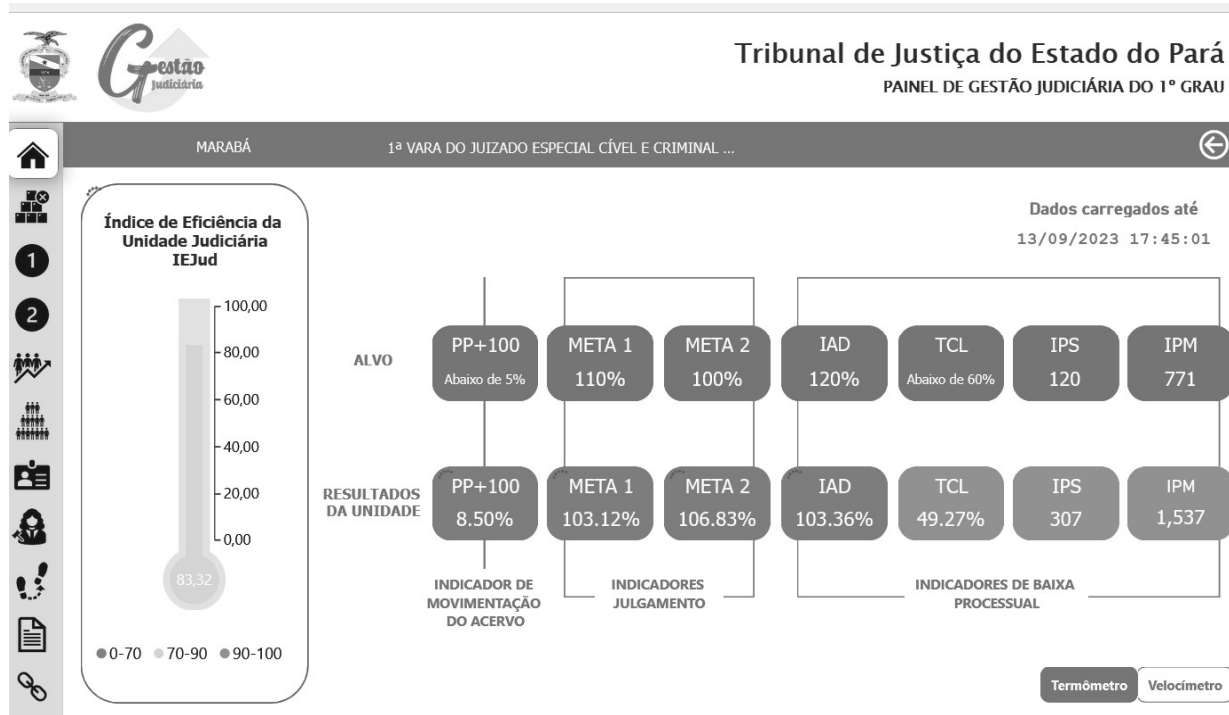 Gestão
Judiciária
Tribunal de Justiça do Estado do Pará
PAINEL DE GESTÃO JUDICIÁRIA DO 1º GRAU
MARABÁ
1ª VARA DO JUIZADO ESPECIAL CÍVEL E CRIMINAL ...
1
2
Índice de Eficiência da
Unidade Judiciária
IEJud
100,00
80,00
60,00
40,00
20,00
0,00
83,32
0-70 70-90 90-100
Dados carregados até
13/09/2023 17:45:01
ALVO
PP+100
Abaixo de 5%
META 1
110%
META 2
100%
IAD
120%
TCL
Abaixo de 60%
IPS
120
IPM
771
RESULTADOS
DA UNIDADE
PP+100
8.50%
META 1
103.12%
META 2
106.83%
IAD
103.36%
TCL
49.27%
IPS
307
IPM
1,537
INDICADOR DE
MOVIMENTAÇÃO
DO ACERVO
INDICADORES
JULGAMENTO
INDICADORES DE BAIXA
PROCESSUAL
Termômetro
Velocímetro